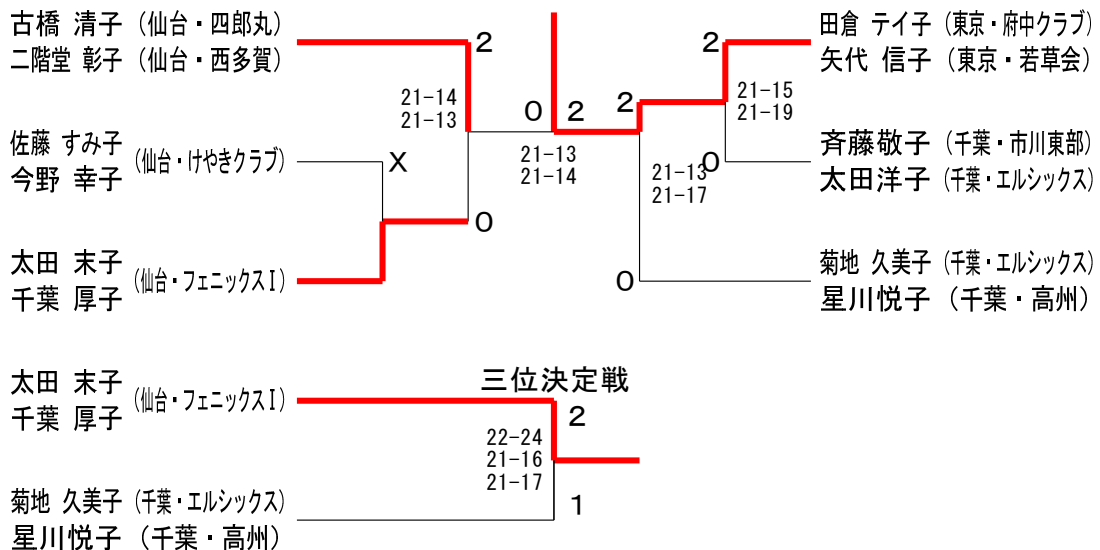 古橋 清子 (仙台・四郎丸)
二階堂 彰子 (仙台・西多賀)
2
21-14
21-13
佐藤 すみ子
今野 幸子
(仙台・けやきクラブ)
X
0
太田 末子
千葉 厚子
(仙台・フェニックスⅠ)
0
2
21-13
21-14
田倉 テイ子 (東京・府中クラブ)
矢代 信子 (東京・若草会)
2
21-15
21-19
2
斉藤敬子 (千葉・市川東部)
太田洋子 (千葉・エルシックス)
0
21-13
21-17
菊地 久美子 (千葉・エルシックス)
星川悦子 (千葉・高州)
0
三位決定戦
太田 末子
千葉 厚子
(仙台・フェニックスⅠ)
2
22-24
21-16
21-17
菊地 久美子 (千葉・エルシックス)
星川悦子 (千葉・高州)
1